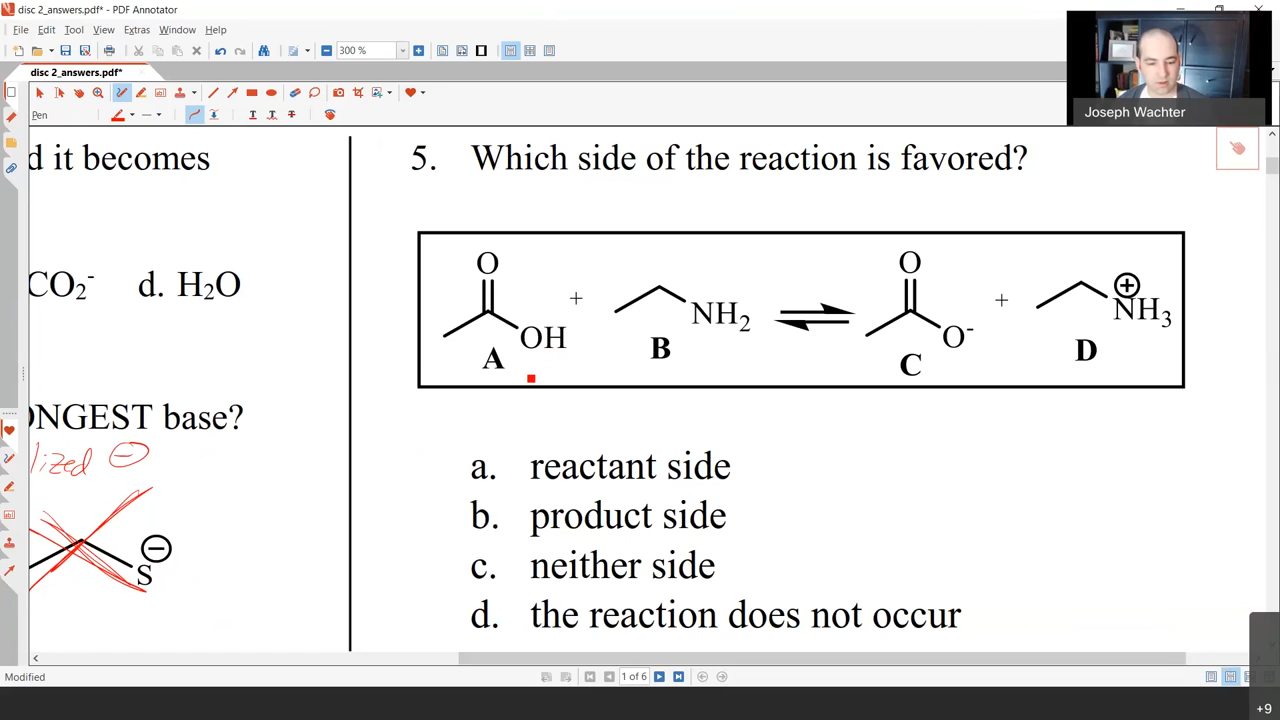 disc 2_answers.pdf* - PDF Annotator
File Edit Tool View Extras Window Help
300 %
disc 2_answers.pdf*
Pen
Joseph Wachter
d it becomes
CO2- d. H2O
ONGEST base?
lized
S
5. Which side of the reaction is favored?
O OH A
+
NH2 B
O O- C
+
NH3 D
a. reactant side
b. product side
c. neither side
d. the reaction does not occur
Modified
1 of 6
+9